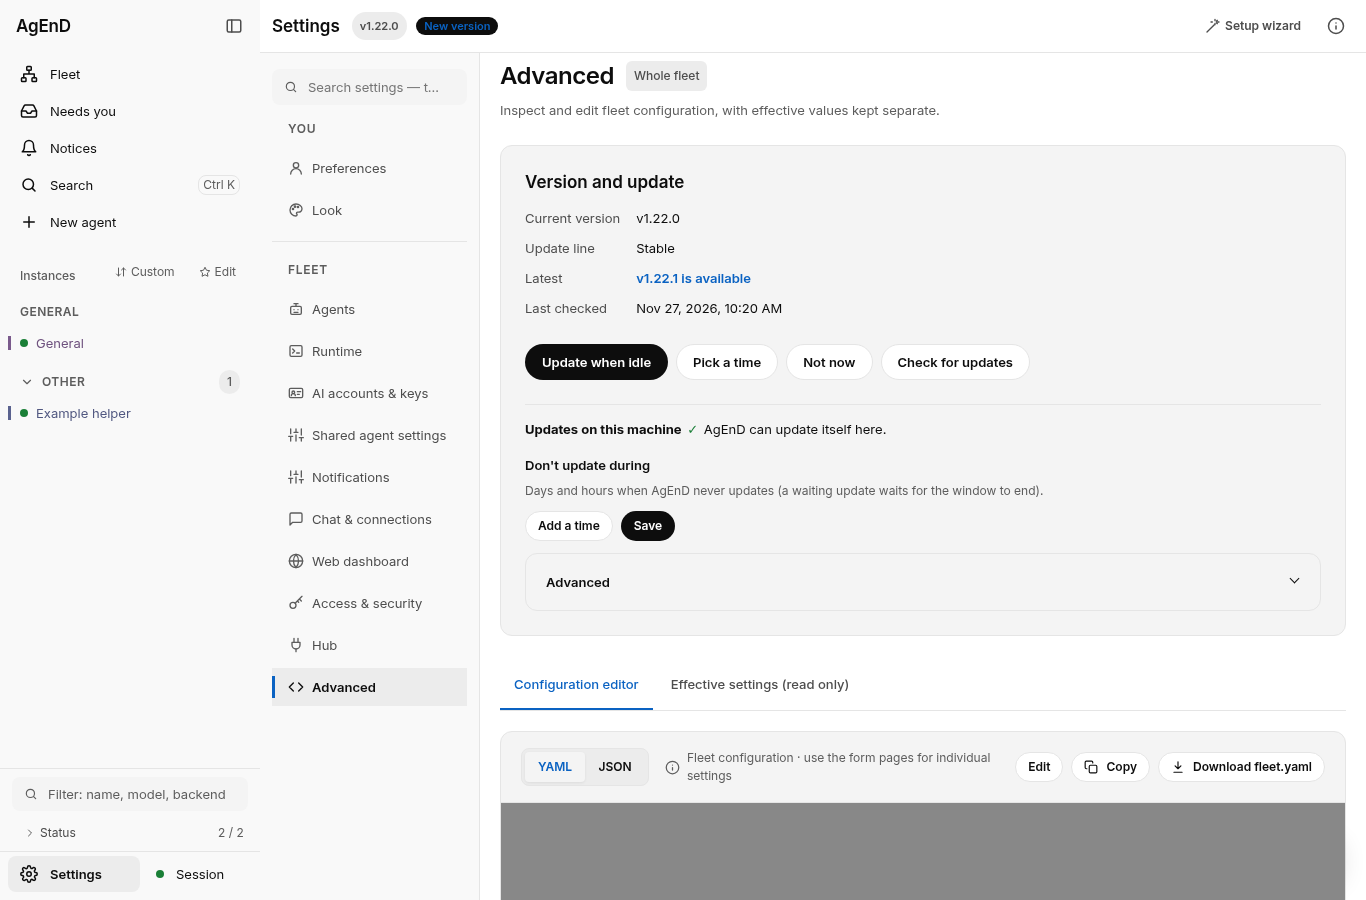 AgEnD
Fleet
Needs you
Notices
Search
Ctrl K
New agent
Instances
Custom
Edit
GENERAL
General
OTHER
1
Example helper
Filter: name, model, backend
Status
2 / 2
Settings
Session
Settings
v1.22.0
New version
Setup wizard
Search settings — t...
YOU
Preferences
Look
FLEET
Agents
Runtime
AI accounts & keys
Shared agent settings
Notifications
Chat & connections
Web dashboard
Access & security
Hub
Advanced
Advanced
Whole fleet
Inspect and edit fleet configuration, with effective values kept separate.
Version and update
Current version v1.22.0
Update line Stable
Latest v1.22.1 is available
Last checked Nov 27, 2026, 10:20 AM
Update when idle
Pick a time
Not now
Check for updates
Updates on this machine ✓ AgEnD can update itself here.
Don't update during
Days and hours when AgEnD never updates (a waiting update waits for the window to end).
Add a time
Save
Advanced
Configuration editor
Effective settings (read only)
YAML
JSON
Fleet configuration · use the form pages for individual
settings
Edit
Copy
Download fleet.yaml